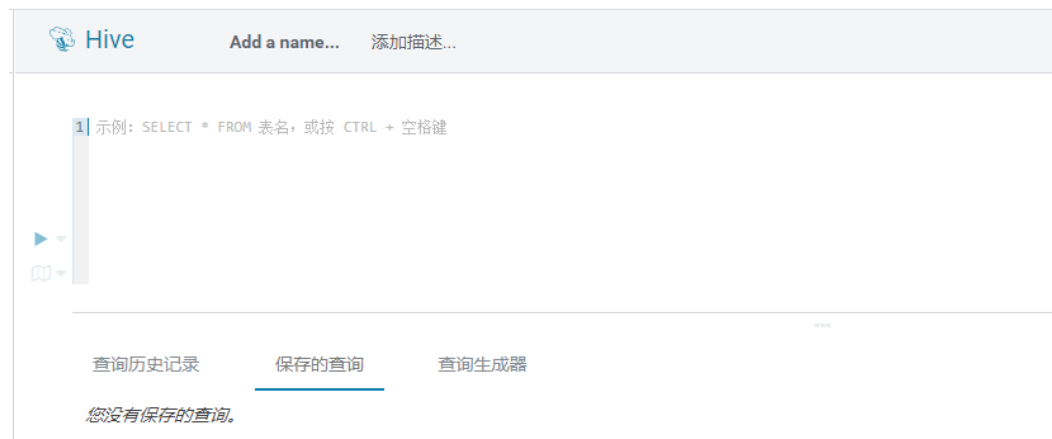 Hive Add a name... 添加描述...
1 示例: SELECT * FROM 表名，或按 CTRL + 空格键
查询历史记录 保存的查询 查询生成器
您没有保存的查询。